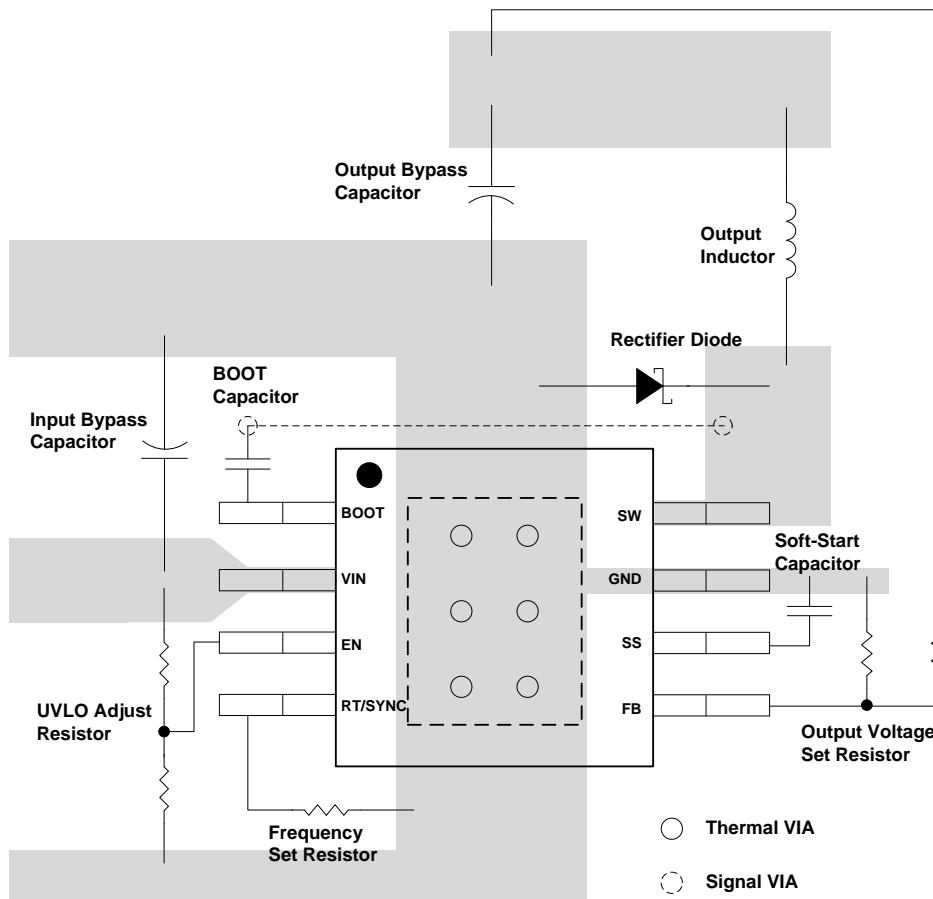 Output Bypass
Capacitor
Output
Inductor
Rectifier Diode
BOOT
Capacitor
Input Bypass
Capacitor
BOOT
SW
Soft-Start
Capacitor
VIN
GND
EN
SS
RT/SYNC
FB
UVLO Adjust
Resistor
Output Voltage
Set Resistor
Frequency
Set Resistor
Thermal VIA
Signal VIA